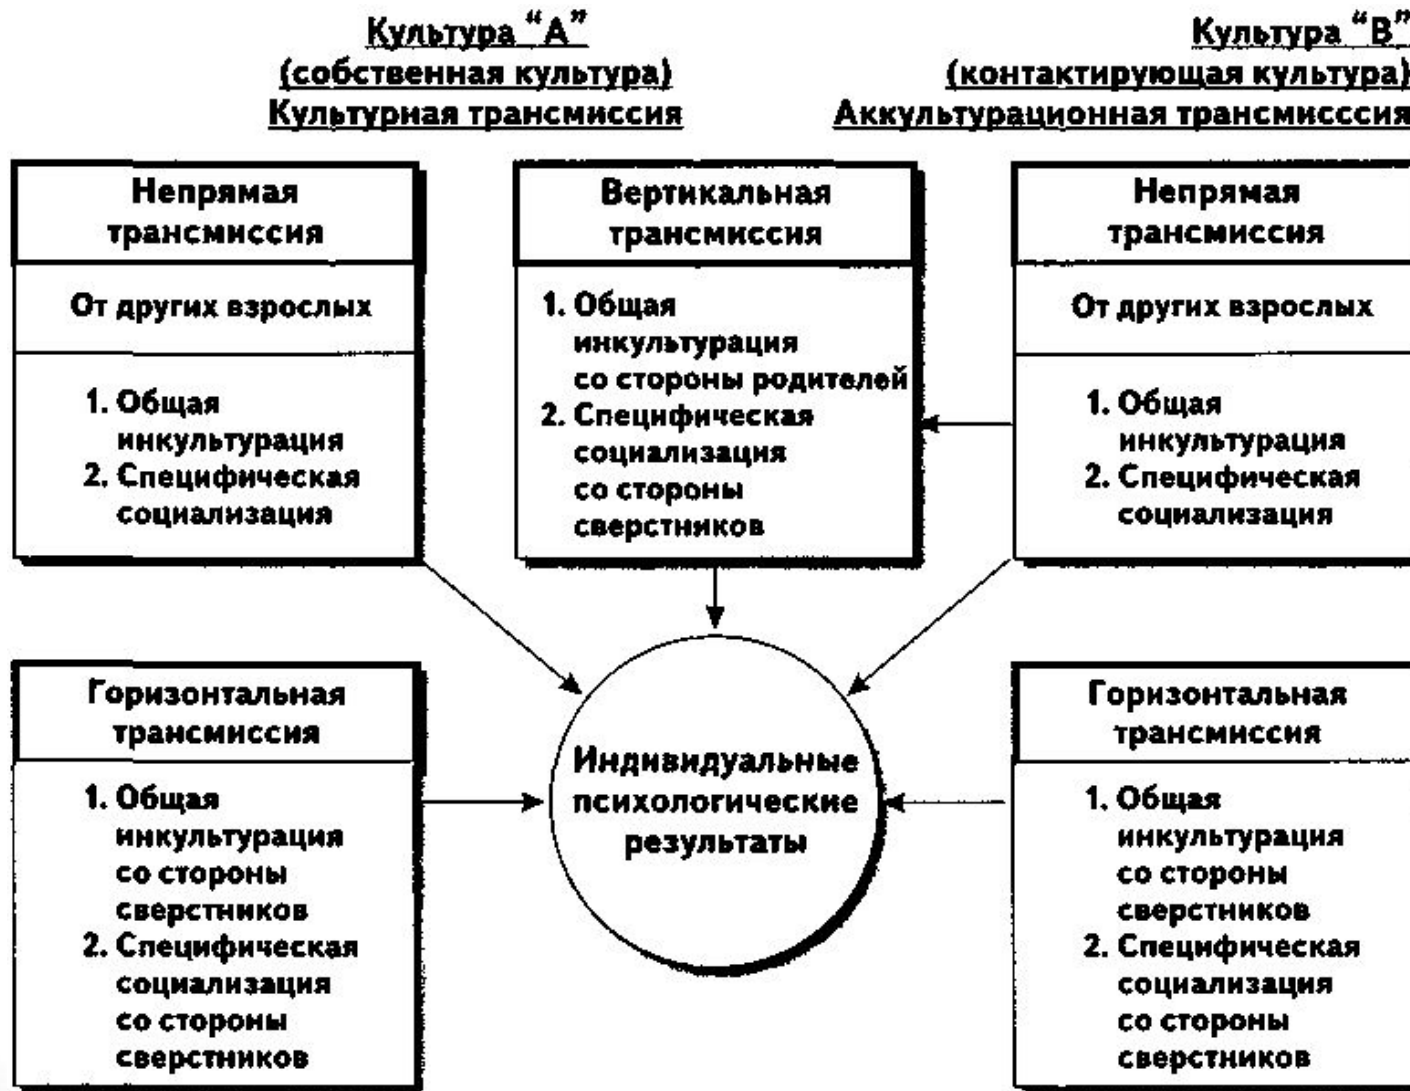 Культура “А”
(собственная культура)
Культурная трансмиссия
Культура “В”
(контактирующая культура)
Аккультурационная трансмисссия
Непрямая
трансмиссия
От других взрослых
1. Общая
инкультурация
2. Специфическая
социализация
Вертикальная
трансмиссия
1. Общая
инкультурация
со стороны родителей
2. Специфическая
социализация
со стороны
сверстников
Непрямая
трансмиссия
От других взрослых
1. Общая
инкультурация
2. Специфическая
социализация
Горизонтальная
трансмиссия
1. Общая
инкультурация
со стороны
сверстников
2. Специфическая
социализация
со стороны
сверстников
Индивидуальные
психологические
результаты
Горизонтальная
трансмиссия
1. Общая
инкультурация
со стороны
сверстников
2. Специфическая
социализация
со стороны
сверстников